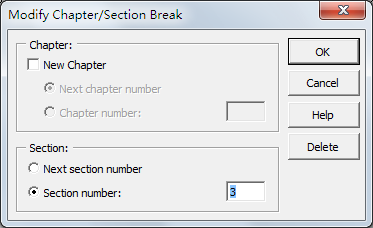 Modify Chapter/Section Break
Chapter:
New Chapter
Next chapter number
Chapter number:
Section:
Next section number
Section number: 3
OK
Cancel
Help
Delete